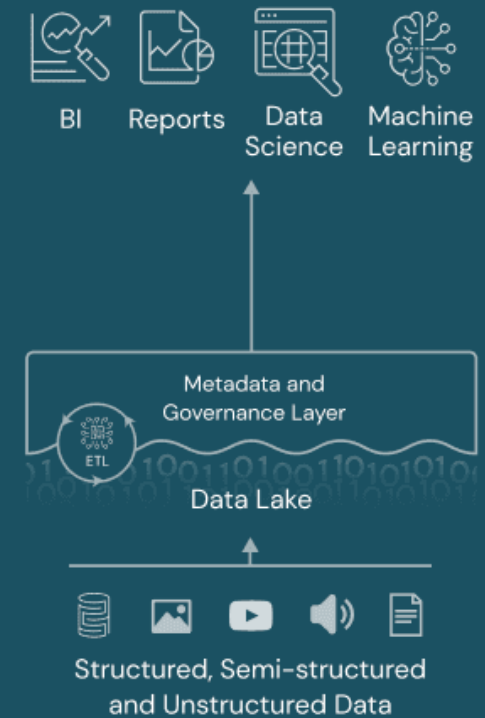 BI
Reports
Data
Science
Machine
Learning
Metadata and
Governance Layer
ETL
Data Lake
Structured, Semi-structured
and Unstructured Data